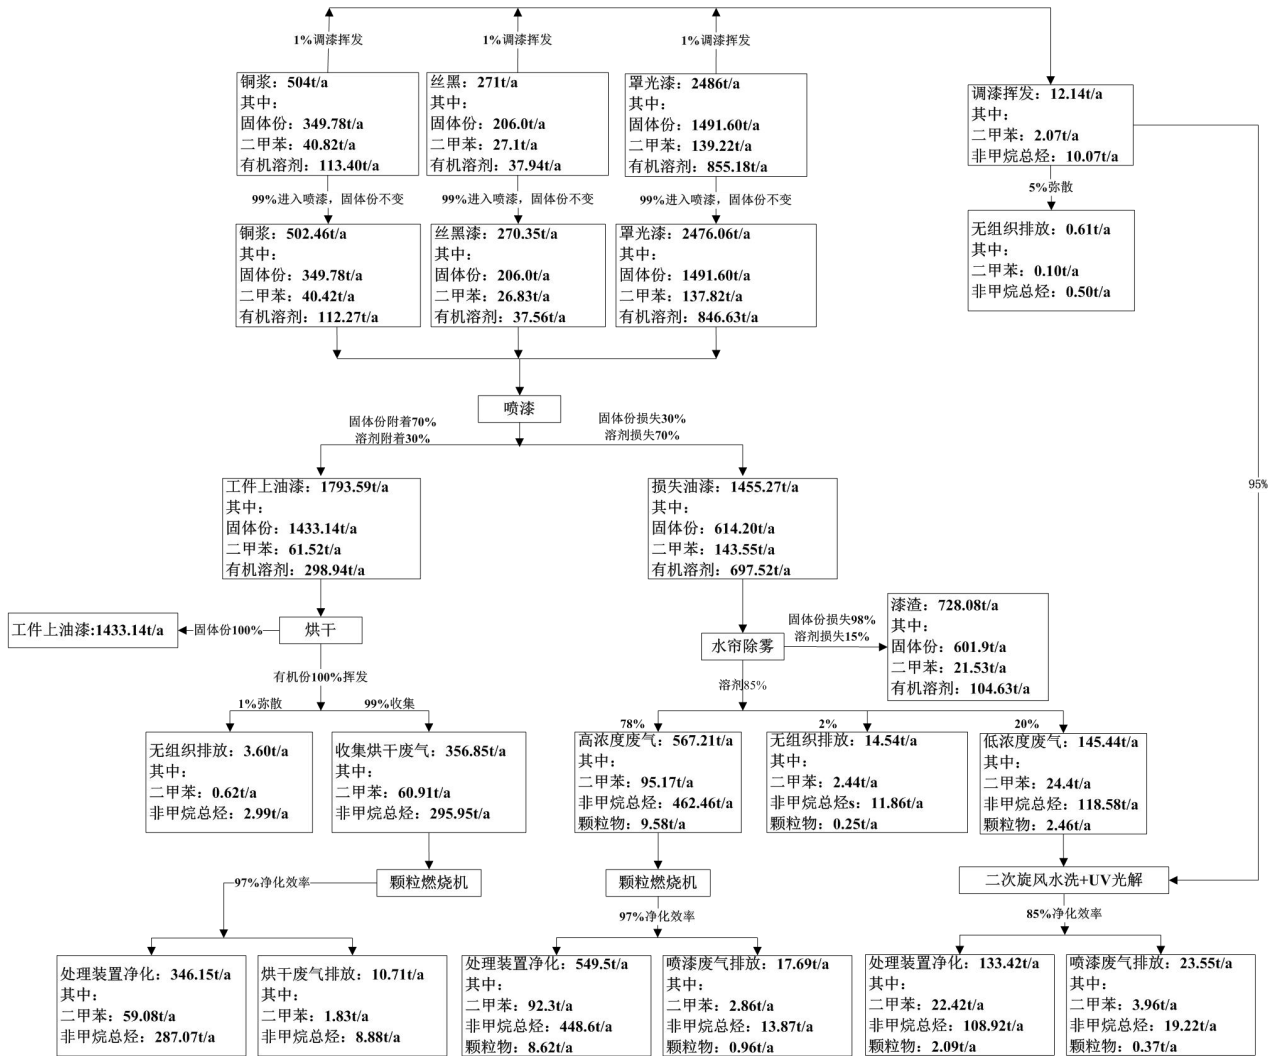 1%调漆挥发
1%调漆挥发
1%调漆挥发
铜浆：504t/a
其中：
固体份：349.78t/a
二甲苯：40.82t/a
有机溶剂：113.40t/a
丝黑：271t/a
其中：
固体份：206.0t/a
二甲苯：27.1t/a
有机溶剂：37.94t/a
罩光漆：2486t/a
其中：
固体份：1491.60t/a
二甲苯：139.22t/a
有机溶剂：855.18t/a
调漆挥发：12.14t/a
其中：
二甲苯：2.07t/a
非甲烷总烃：10.07t/a
99%进入喷漆，固体份不变
99%进入喷漆，固体份不变
99%进入喷漆，固体份不变
5%弥散
铜浆：502.46t/a
其中：
固体份：349.78t/a
二甲苯：40.42t/a
有机溶剂：112.27t/a
丝黑漆：270.35t/a
其中：
固体份：206.0t/a
二甲苯：26.83t/a
有机溶剂：37.56t/a
罩光漆：2476.06t/a
其中：
固体份：1491.60t/a
二甲苯：137.82t/a
有机溶剂：846.63t/a
无组织排放：0.61t/a
其中：
二甲苯：0.10t/a
非甲烷总烃：0.50t/a
喷漆
固体份附着70%
溶剂附着30%
固体份损失30%
溶剂损失70%
95%
工件上油漆：1793.59t/a
其中：
固体份：1433.14t/a
二甲苯：61.52t/a
有机溶剂：298.94t/a
损失油漆：1455.27t/a
其中：
固体份：614.20t/a
二甲苯：143.55t/a
有机溶剂：697.52t/a
工件上油漆:1433.14t/a
固体份100%
烘干
水帘除雾
固体份损失98%
溶剂损失15%
漆渣：728.08t/a
其中：
固体份：601.9t/a
二甲苯：21.53t/a
有机溶剂：104.63t/a
有机份100%挥发
溶剂85%
1%弥散
99%收集
78%
2%
20%
无组织排放：3.60t/a
其中：
二甲苯：0.62t/a
非甲烷总烃：2.99t/a
收集烘干废气：356.85t/a
其中：
二甲苯：60.91t/a
非甲烷总烃：295.95t/a
高浓度废气：567.21t/a
其中：
二甲苯：95.17t/a
非甲烷总烃：462.46t/a
颗粒物：9.58t/a
无组织排放：14.54t/a
其中：
二甲苯：2.44t/a
非甲烷总烃s：11.86t/a
颗粒物：0.25t/a
低浓度废气：145.44t/a
其中：
二甲苯：24.4t/a
非甲烷总烃：118.58t/a
颗粒物：2.46t/a
97%净化效率
颗粒燃烧机
颗粒燃烧机
二次旋风水洗+UV光解
97%净化效率
85%净化效率
处理装置净化：346.15t/a
其中：
二甲苯：59.08t/a
非甲烷总烃：287.07t/a
烘干废气排放：10.71t/a
其中：
二甲苯：1.83t/a
非甲烷总烃：8.88t/a
处理装置净化：549.5t/a
其中：
二甲苯：92.3t/a
非甲烷总烃：448.6t/a
颗粒物：8.62t/a
喷漆废气排放：17.69t/a
其中：
二甲苯：2.86t/a
非甲烷总烃：13.87t/a
颗粒物：0.96t/a
处理装置净化：133.42t/a
其中：
二甲苯：22.42t/a
非甲烷总烃：108.92t/a
颗粒物：2.09t/a
喷漆废气排放：23.55t/a
其中：
二甲苯：3.96t/a
非甲烷总烃：19.22t/a
颗粒物：0.37t/a